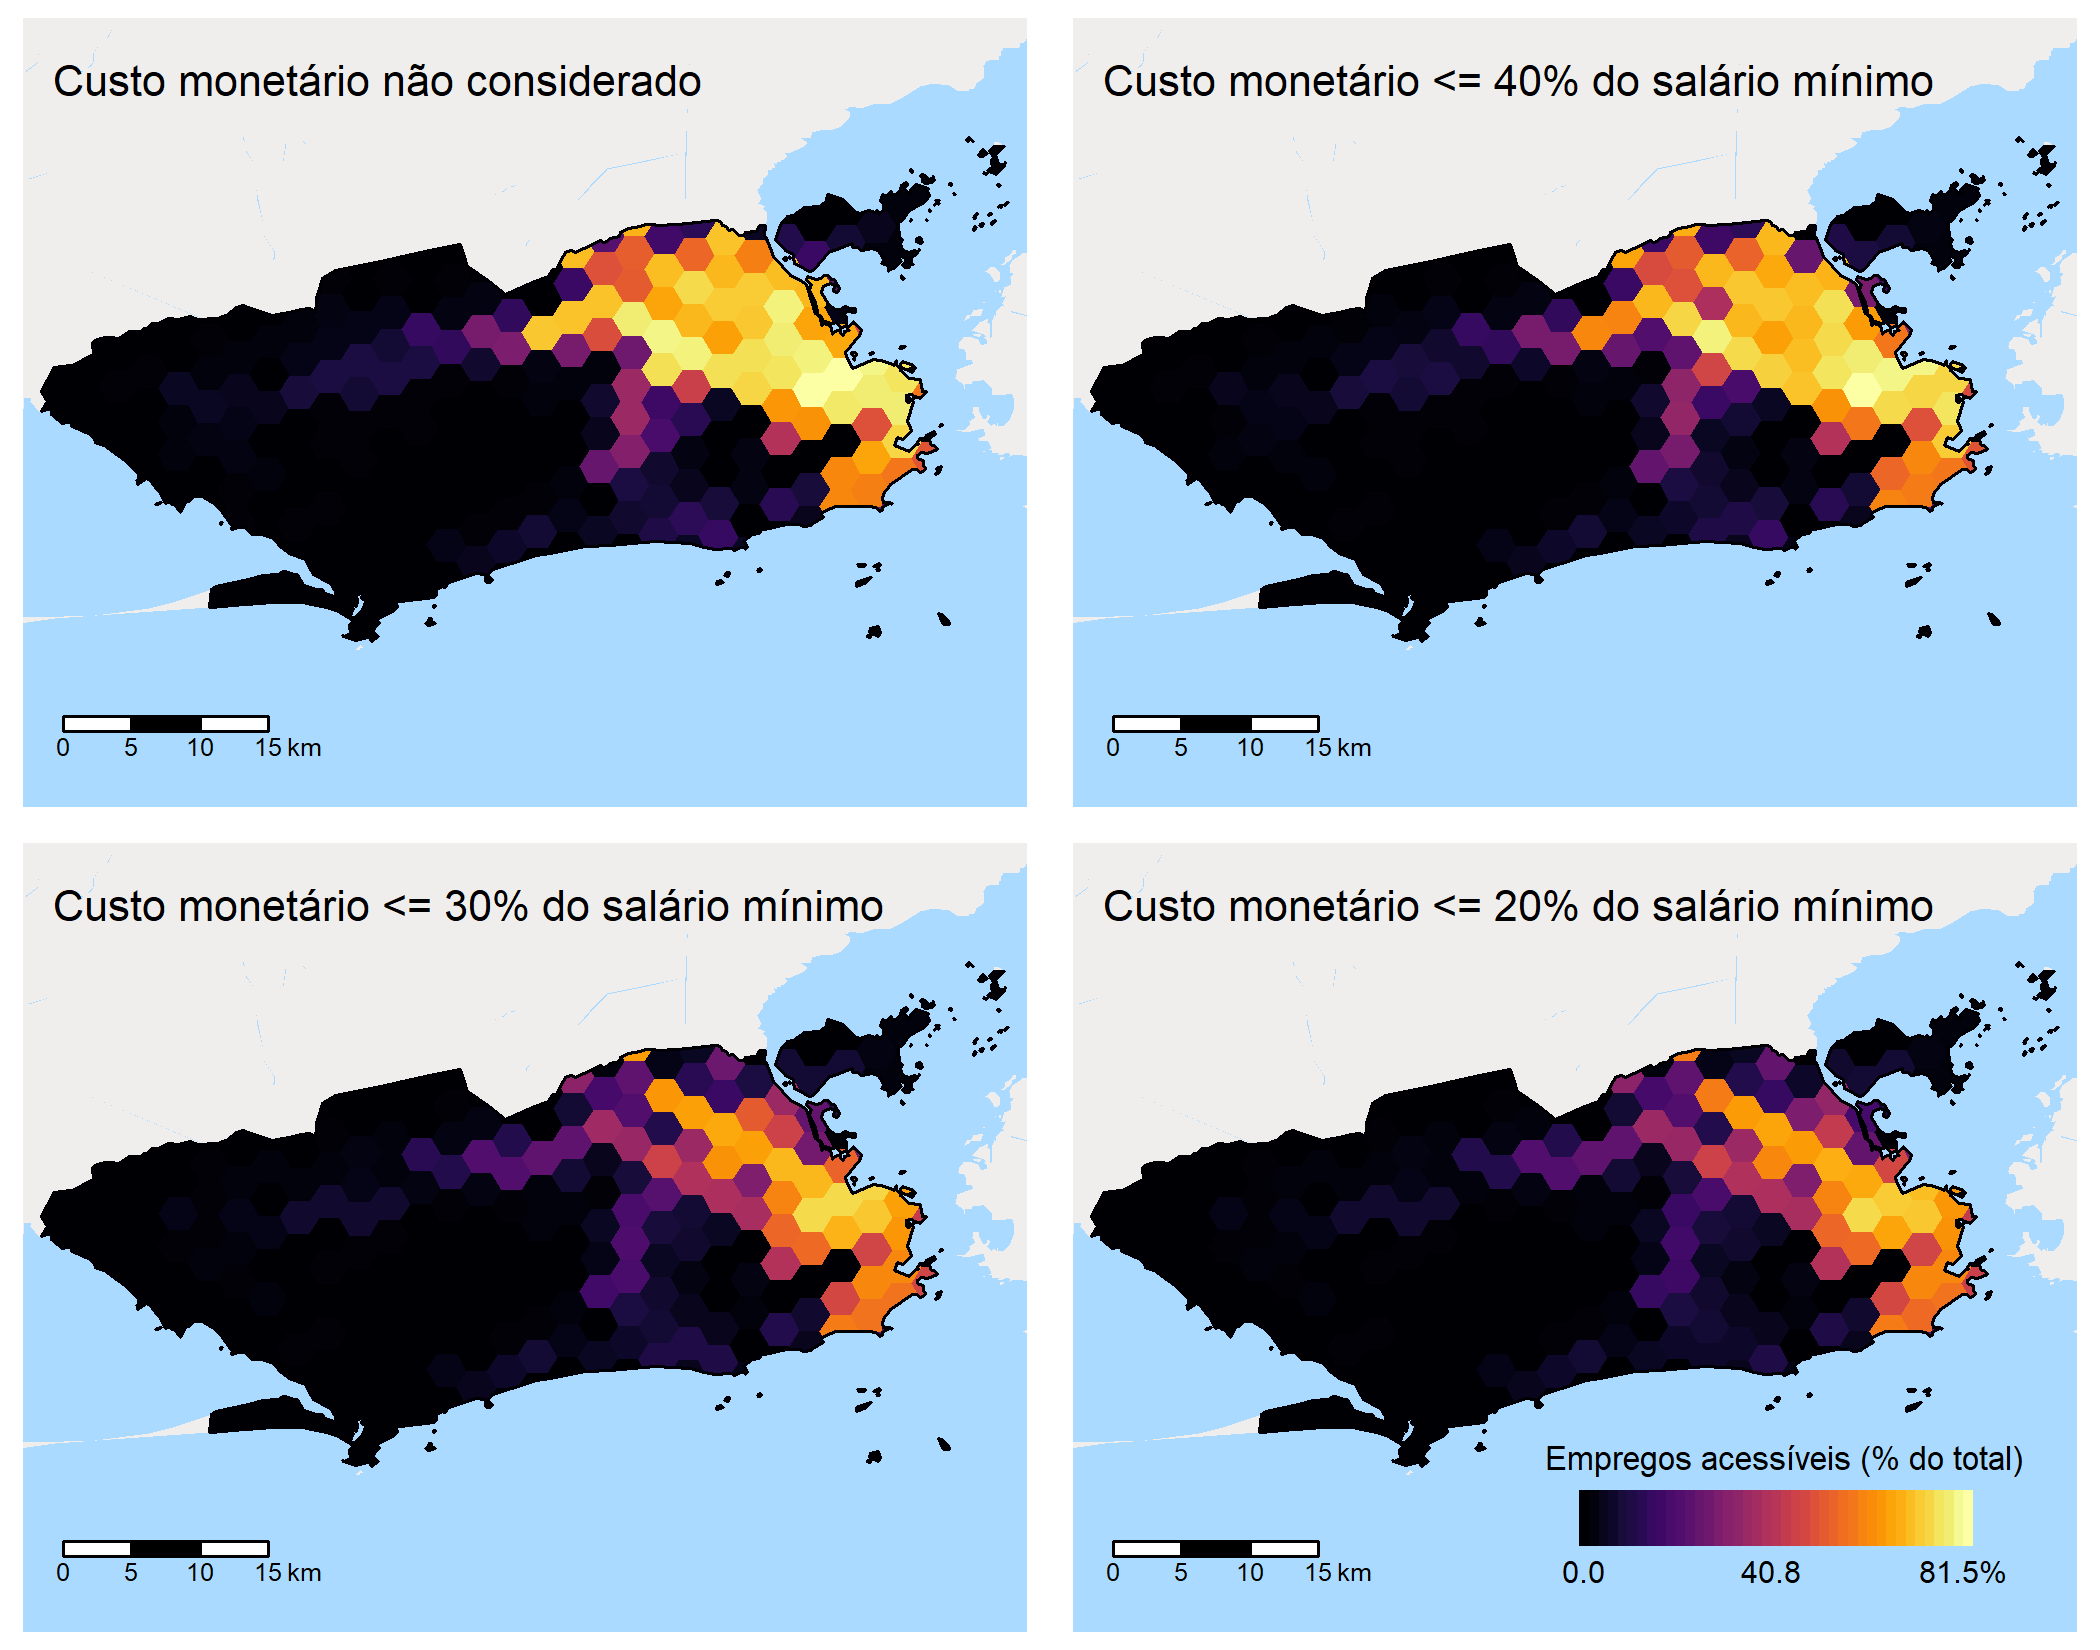 Custo monetário não considerado
Custo monetário <= 40% do salário mínimo
0 5 10 15 km
0 5 10 15 km
Custo monetário <= 30% do salário mínimo
Custo monetário <= 20% do salário mínimo
Empregos acessíveis (% do total)
0.0 40.8 81.5%
0 5 10 15 km
0 5 10 15 km